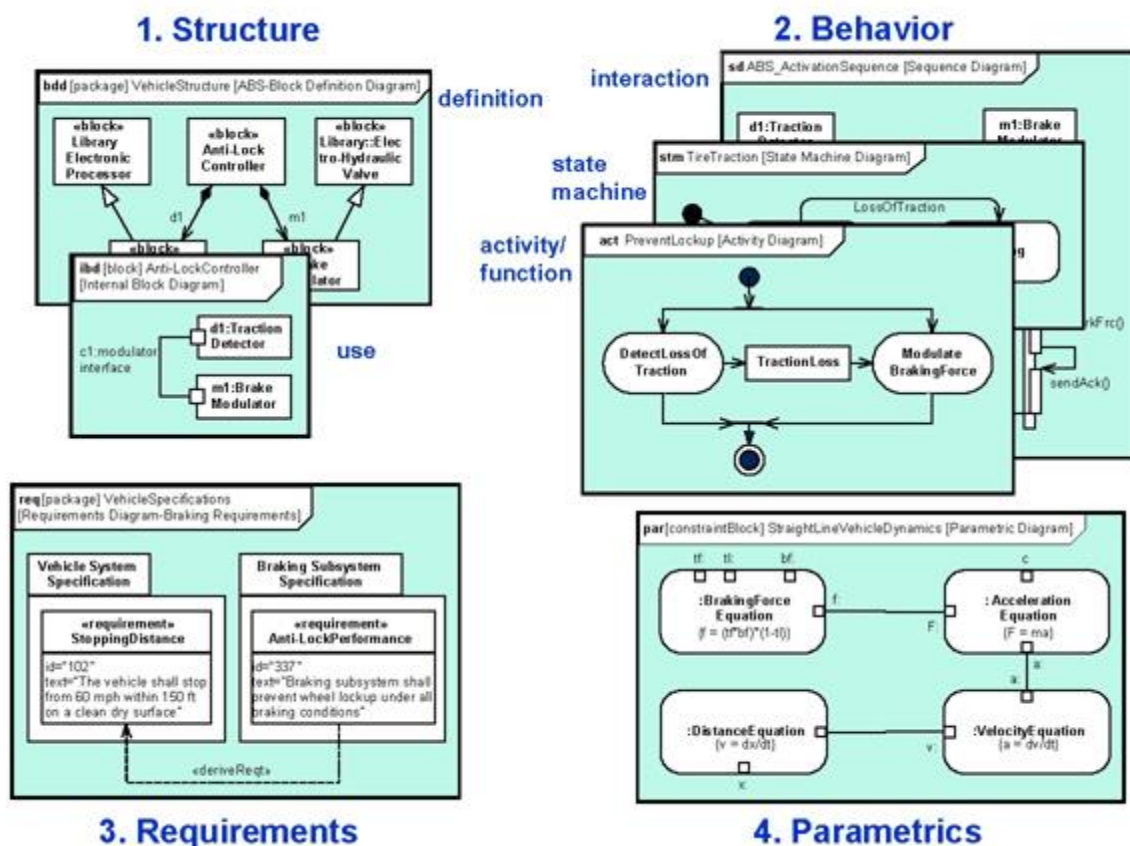 1. Structure
bdd [package] VehicleStructure [ABS-Block Definition Diagram]
definition
«block»
Library
Electronic
Processor
«block»
Anti-Lock
Controller
«block»
Library::Elec
tro-Hydraulic
Valve
d1
m1
«block»
«block»
ibd [block] Anti-LockController
[Internal Block Diagram]
use
c1:modulator
interface
d1:Traction
Detector
m1:Brake
Modulator
2. Behavior
interaction
sd ABS_ActivationSequence [Sequence Diagram]
d1:Traction
m1:Brake
state
machine
stm TireTraction [State Machine Diagram]
LossOfTraction
activity/
function
act PreventLockup [Activity Diagram]
DetectLossOf
Traction
TractionLoss
Modulate
BrakingForce
sendAck()
req [package] VehicleSpecifications
[Requirements Diagram-Braking Requirements]
Vehicle System
Specification
«requirement»
StoppingDistance
id="102"
text="The vehicle shall stop
from 60 mph within 150 ft
on a clean dry surface"
Braking Subsystem
Specification
«requirement»
Anti-LockPerformance
id="337"
text="Braking subsystem shall
prevent wheel lockup under all
braking conditions"
«deriveReqt»
3. Requirements
par [constraintBlock] StraightLineVehicleDynamics [Parametric Diagram]
tf:
tl:
bf:
c
:BrakingForce
Equation
{f = (tf*bf)*(1-tl)}
f:
F:
:Acceleration
Equation
{F = ma}
a:
a:
:DistanceEquation
{v = dx/dt}
v:
:VelocityEquation
{a = dv/dt}
x:
4. Parametrics